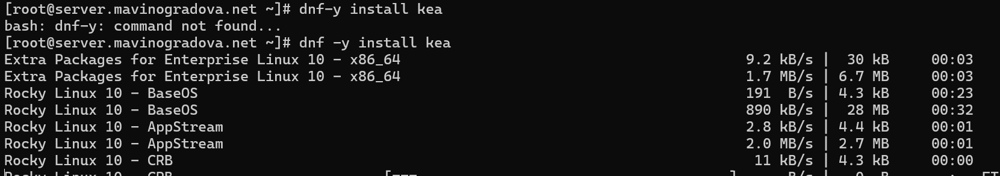 [root@server.mavinogradova.net ~]# dnf-y install kea
bash: dnf-y: command not found...
[root@server.mavinogradova.net ~]# dnf -y install kea
Extra Packages for Enterprise Linux 10 - x86_64 9.2 kB/s | 30 kB 00:03
Extra Packages for Enterprise Linux 10 - x86_64 1.7 MB/s | 6.7 MB 00:03
Rocky Linux 10 - BaseOS 191 B/s | 4.3 kB 00:23
Rocky Linux 10 - BaseOS 890 kB/s | 28 MB 00:32
Rocky Linux 10 - AppStream 2.8 kB/s | 4.4 kB 00:01
Rocky Linux 10 - AppStream 2.0 MB/s | 2.7 MB 00:01
Rocky Linux 10 - CRB 11 kB/s | 4.3 kB 00:00
Rocky Linux 10 - CRB